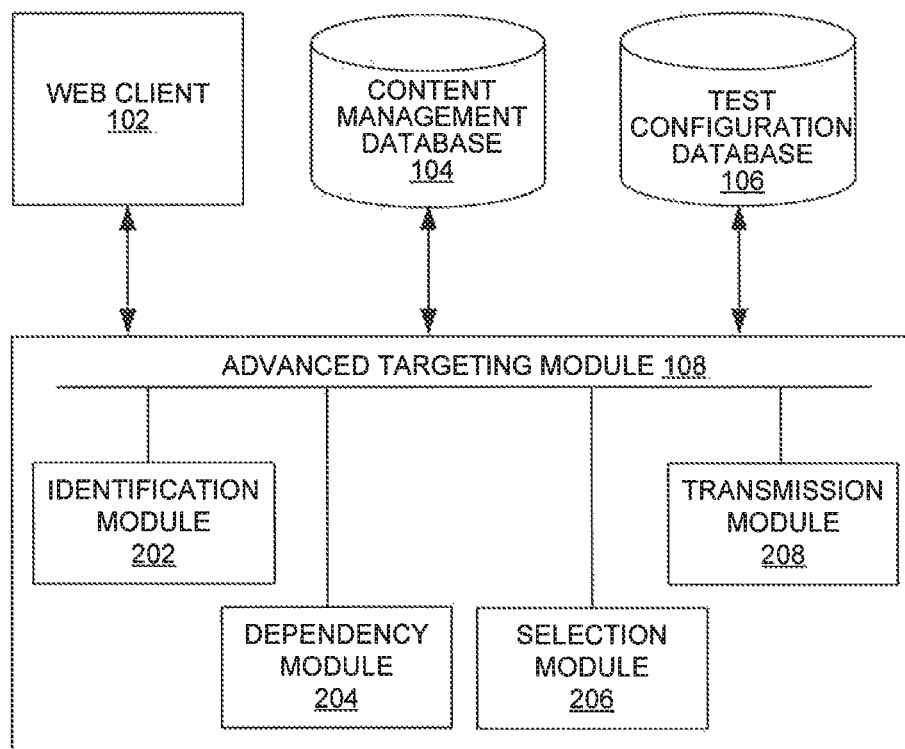 WEB CLIENT
102
CONTENT
MANAGEMENT
DATABASE
104
TEST
CONFIGURATION
DATABASE
106
ADVANCED TARGETING MODULE 108
IDENTIFICATION
MODULE
202
TRANSMISSION
MODULE
208
DEPENDENCY
MODULE
204
SELECTION
MODULE
206